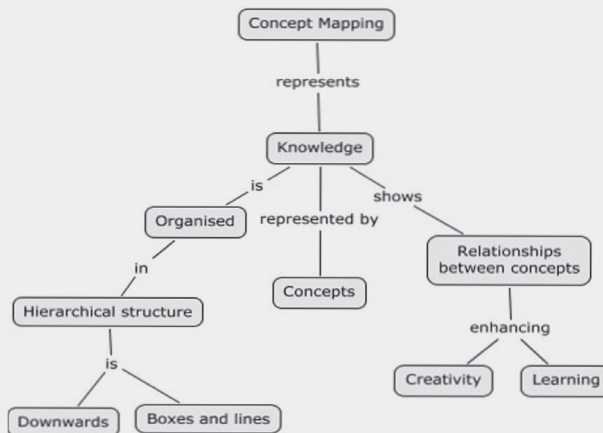 Concept Mapping
represents
Knowledge
is
shows
Organised
represented by
Relationships
between concepts
in
Concepts
Hierarchical structure
enhancing
is
Creativity
Learning
Downwards
Boxes and lines